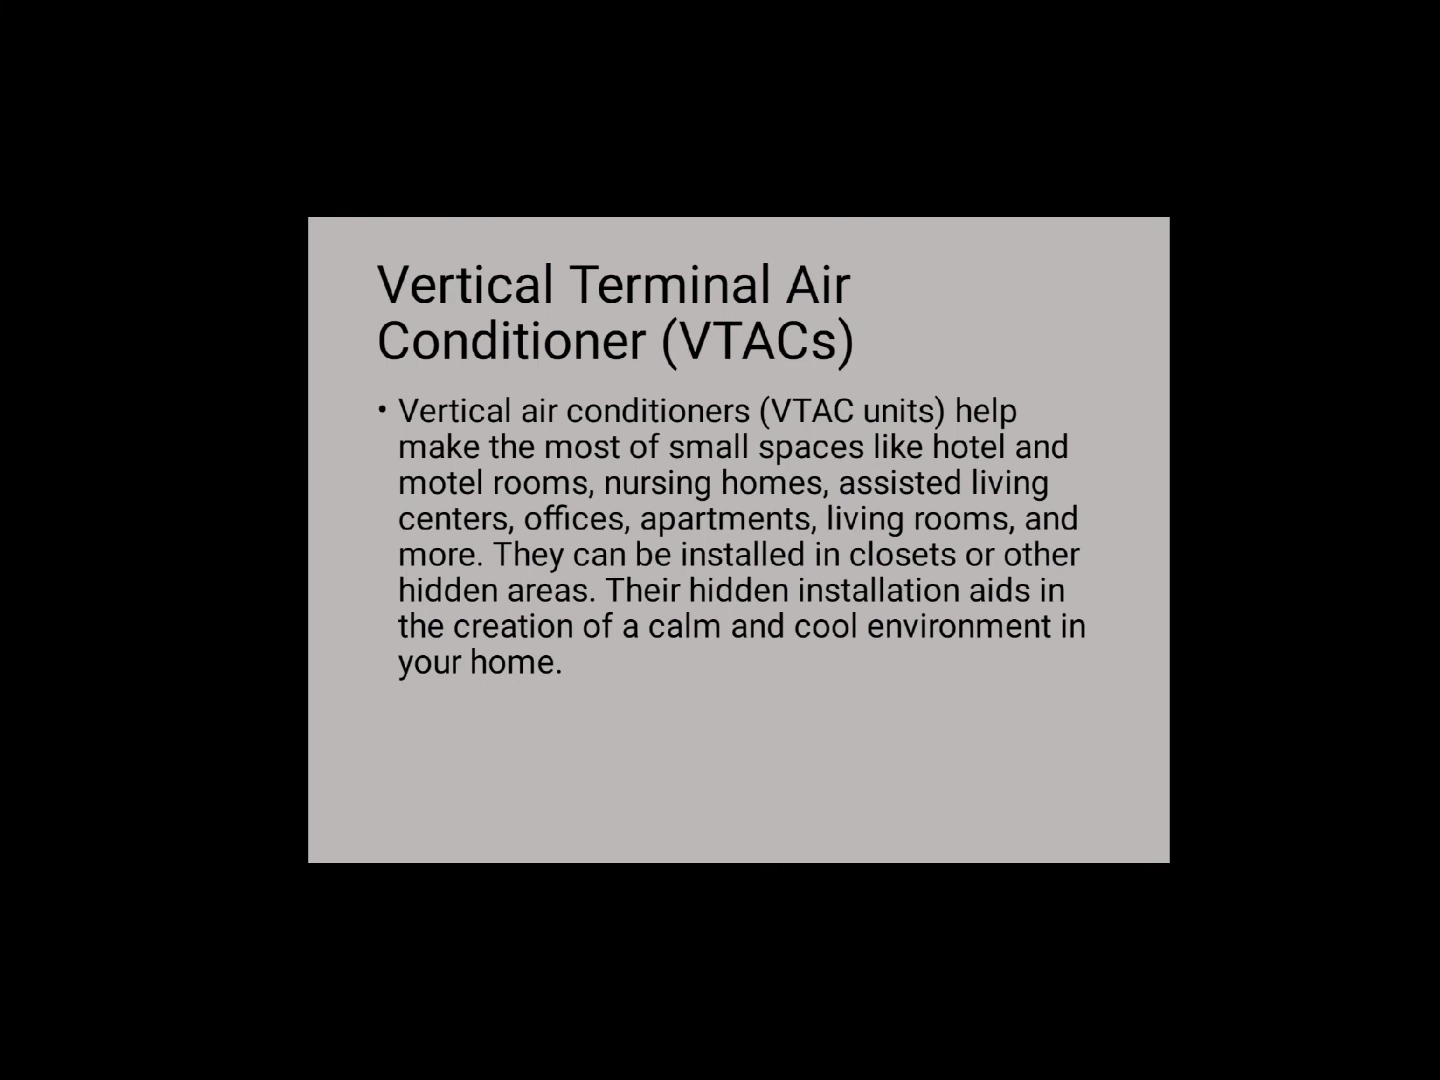 Vertical Terminal Air
Conditioner (VTACs)
• Vertical air conditioners (VTAC units) help
make the most of small spaces like hotel and
motel rooms, nursing homes, assisted living
centers, offices, apartments, living rooms, and
more. They can be installed in closets or other
hidden areas. Their hidden installation aids in
the creation of a calm and cool environment in
your home.